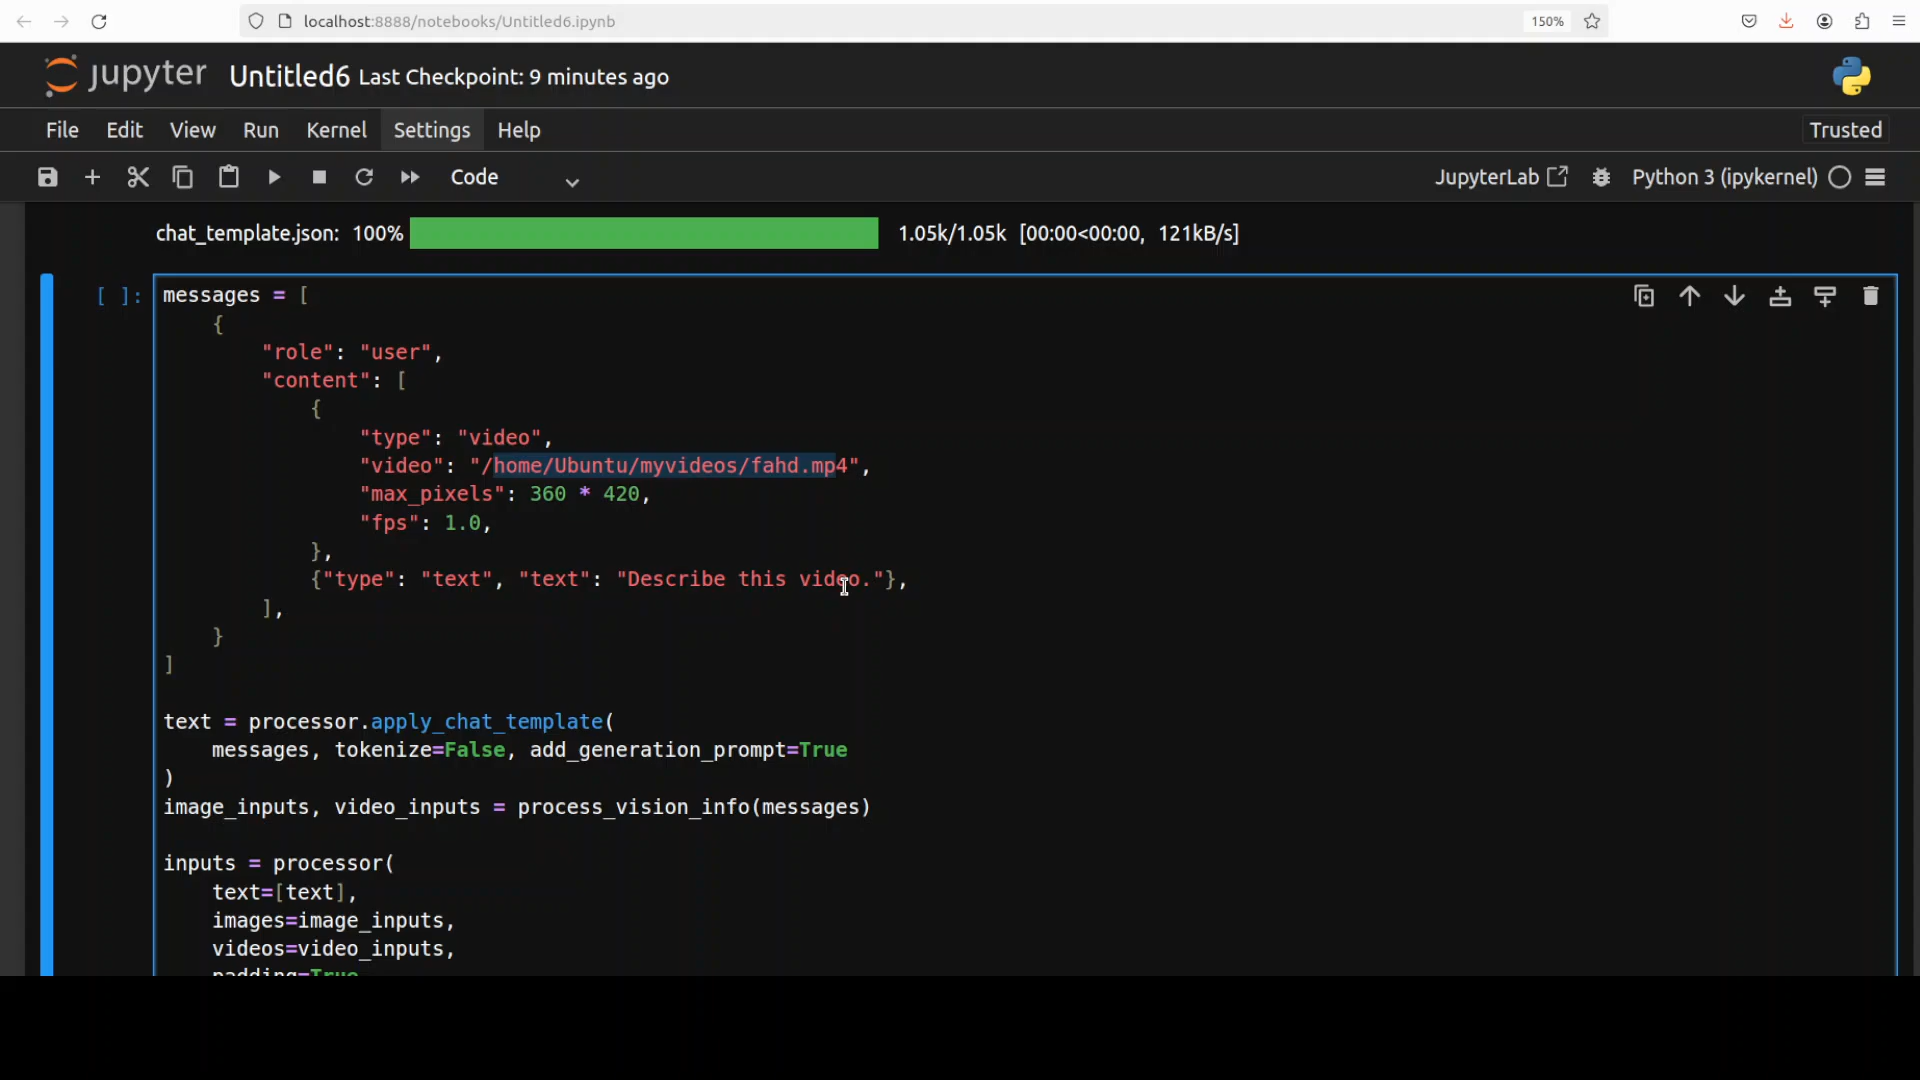 localhost:8888/notebooks/Untitled6.ipynb 150%
jupyter Untitled6 Last Checkpoint: 9 minutes ago
File Edit View Run Kernel Settings Help Trusted
Code JupyterLab Python 3 (ipykernel)
chat_template.json: 100% 1.05k/1.05k [00:00<00:00, 121kB/s]
[ ]: messages = [
{
"role": "user",
"content": [
{
"type": "video",
"video": "/home/Ubuntu/myvideos/fahd.mp4",
"max_pixels": 360 * 420,
"fps": 1.0,
},
{"type": "text", "text": "Describe this video."},
],
}
]
text = processor.apply_chat_template(
messages, tokenize=False, add_generation_prompt=True
)
image_inputs, video_inputs = process_vision_info(messages)
inputs = processor(
text=[text],
images=image_inputs,
videos=video_inputs,
padding=True